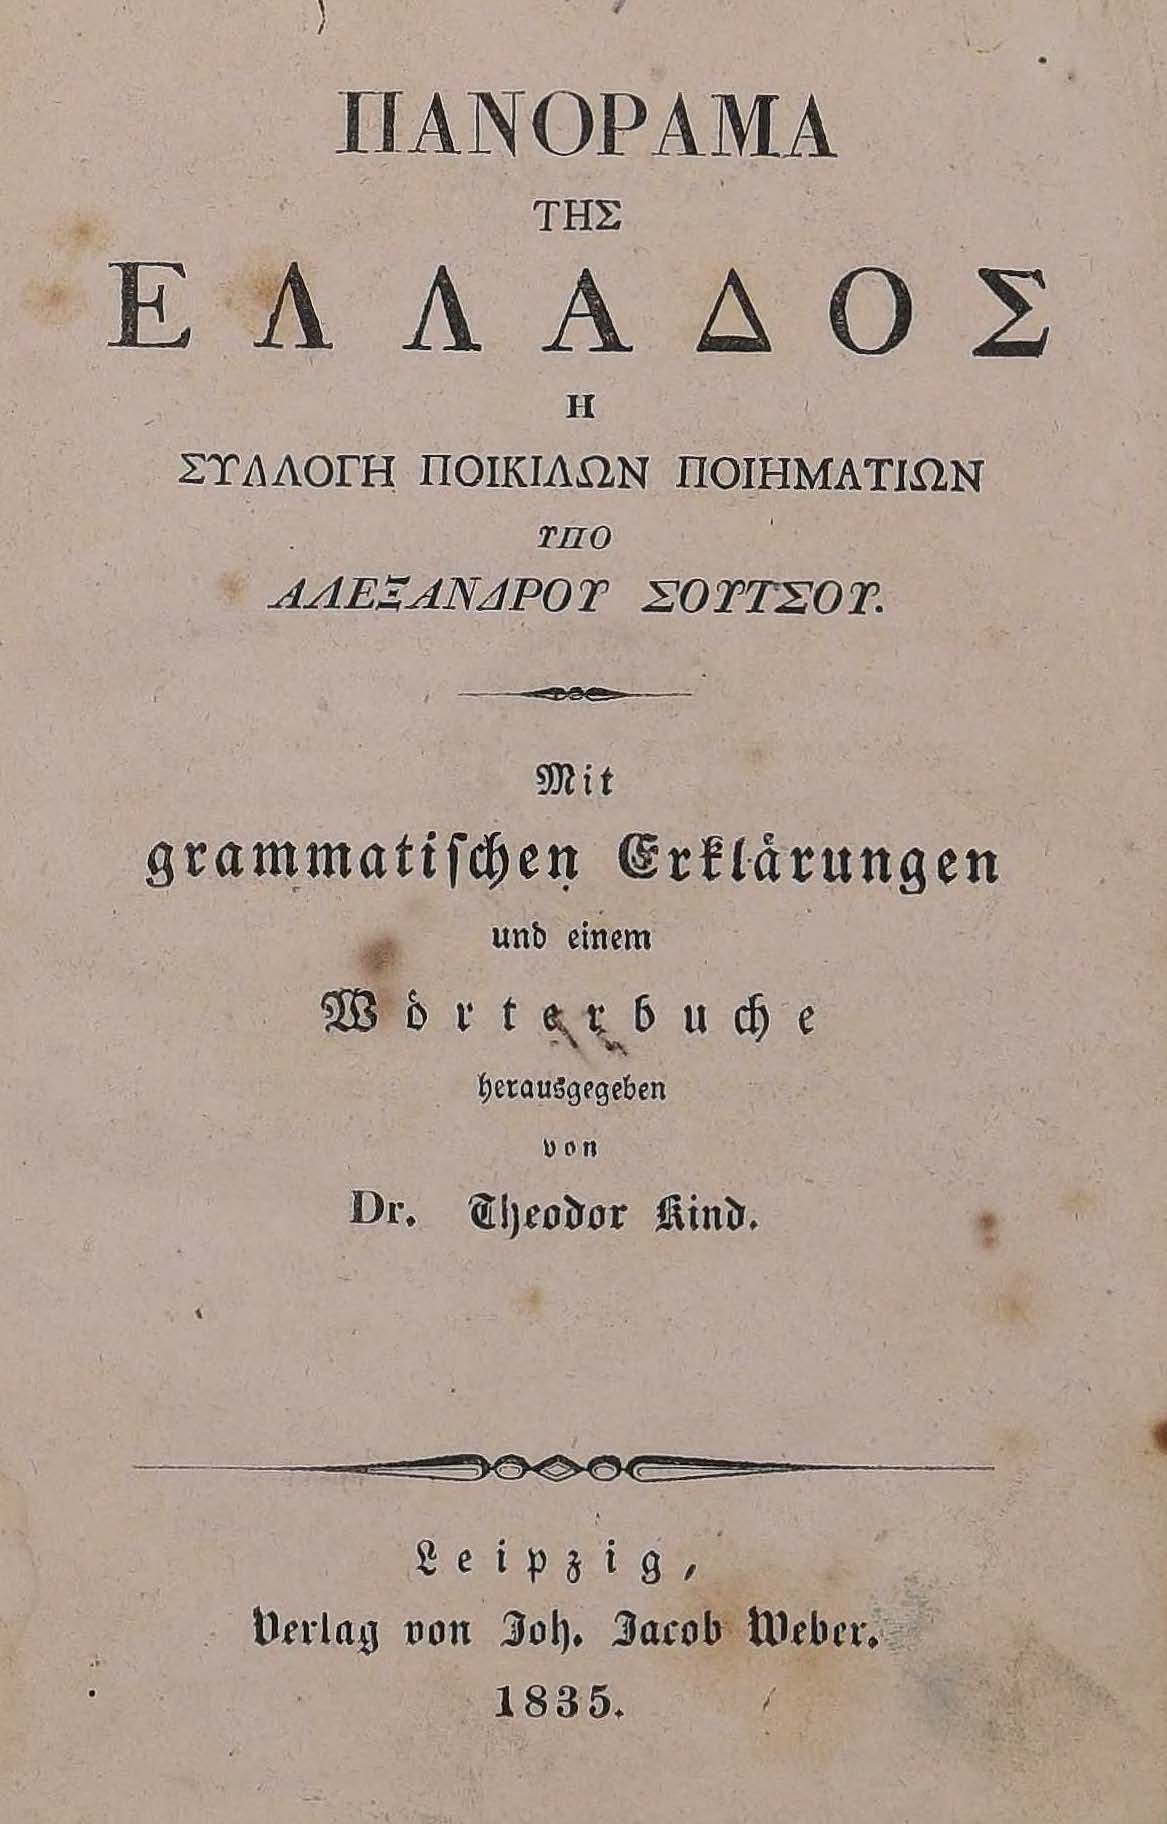 ΠΑΝΟΡΑΜΑ
ΤΗΣ
ΕΛΛΑΔΟΣ
Η
ΣΥΛΛΟΓΗ ΠΟΙΚΙΛΩΝ ΠΟΙΗΜΑΤΙΩΝ
ΥΠΟ
ΑΛΕΞΑΝΔΡΟΥ ΣΟΥΤΣΟΥ.
Mit
grammatiſchen Erklärungen
und einem
Wörterbuche
herausgegeben
von
Dr. Theodor Kind.
Leipzig,
Verlag von Joh. Jacob Weber.
1835.